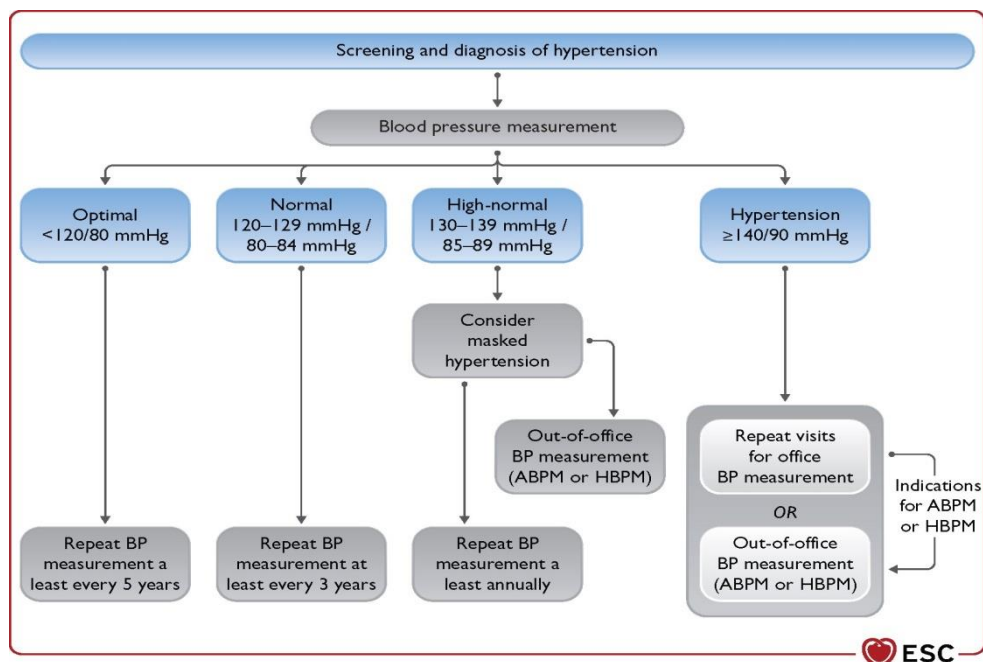 Screening and diagnosis of hypertension
Blood pressure measurement
Optimal
<120/80 mmHg
Normal
120–129 mmHg /
80–84 mmHg
High-normal
130–139 mmHg /
85–89 mmHg
Hypertension
≥140/90 mmHg
Consider
masked
hypertension
Out-of-office
BP measurement
(ABPM or HBPM)
Repeat visits
for office
BP measurement
OR
Out-of-office
BP measurement
(ABPM or HBPM)
Indications
for ABPM
or HBPM
Repeat BP
measurement a
least every 5 years
Repeat BP
measurement at
least every 3 years
Repeat BP
measurement a
least annually
ESC